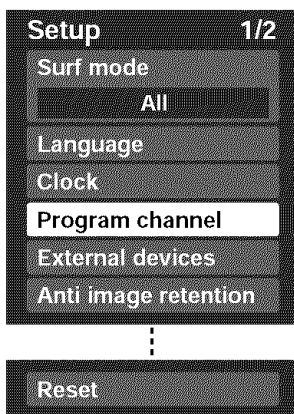 Setup 1/2
Surf mode
All
Language
Clock
Program channel
External devices
Anti image retention
Reset